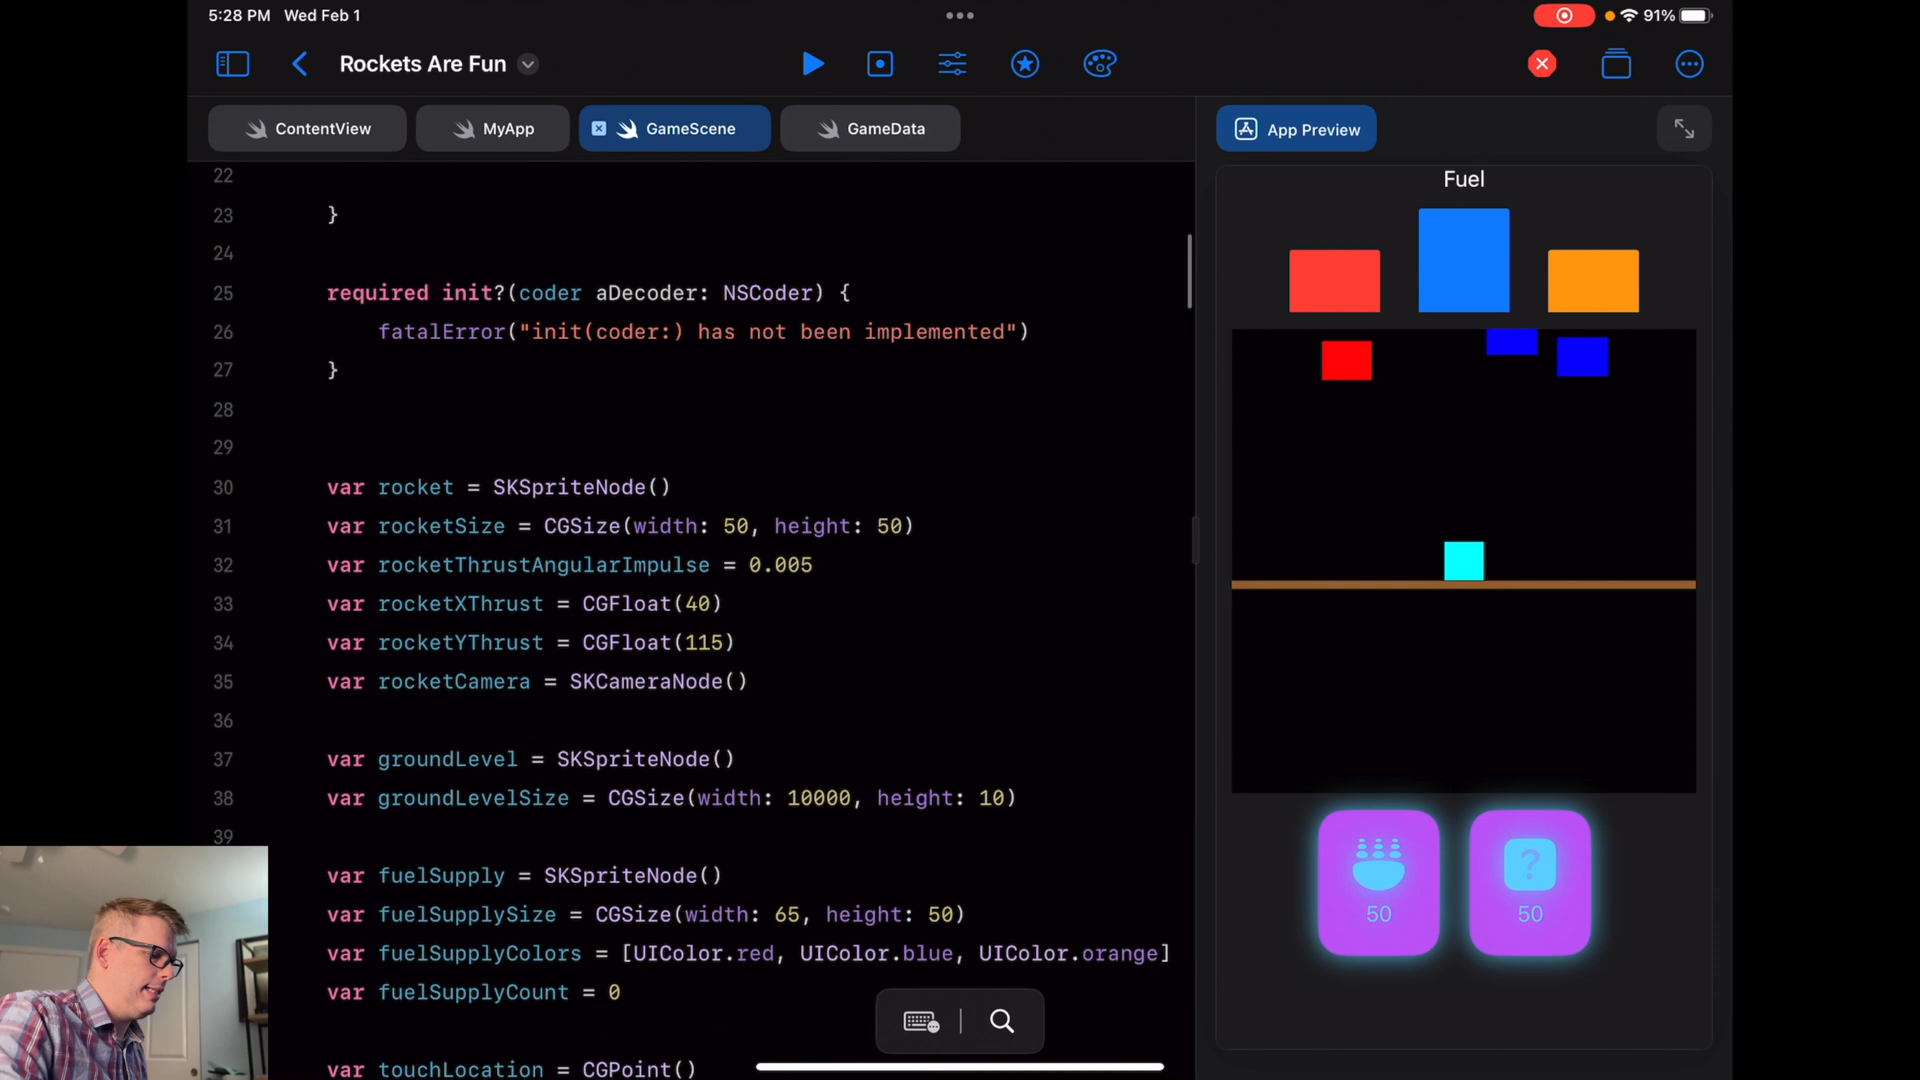 5:28 PM Wed Feb 1
91%
Rockets Are Fun
ContentView
MyApp
GameScene
GameData
App Preview
22
23 }
24
25 required init?(coder aDecoder: NSCoder) {
26 fatalError("init(coder:) has not been implemented")
27 }
28
29
30 var rocket = SKSpriteNode()
31 var rocketSize = CGSize(width: 50, height: 50)
32 var rocketThrustAngularImpulse = 0.005
33 var rocketXThrust = CGFloat(40)
34 var rocketYThrust = CGFloat(115)
35 var rocketCamera = SKCameraNode()
36
37 var groundLevel = SKSpriteNode()
38 var groundLevelSize = CGSize(width: 10000, height: 10)
39
var fuelSupply = SKSpriteNode()
var fuelSupplySize = CGSize(width: 65, height: 50)
var fuelSupplyColors = [UIColor.red, UIColor.blue, UIColor.orange]
var fuelSupplyCount = 0
var touchLocation = CGPoint()
Fuel
?
50
50